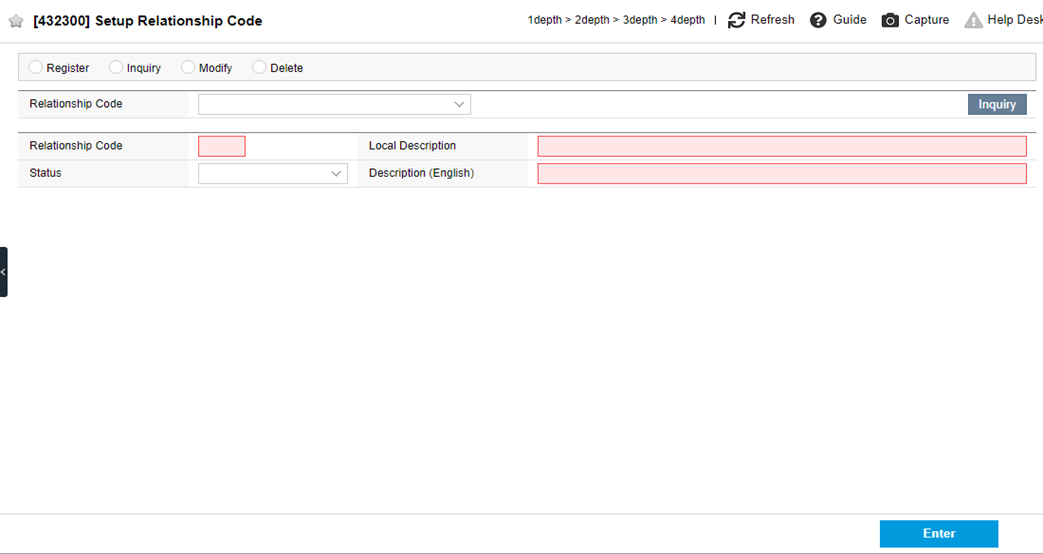 [432300] Setup Relationship Code
1depth > 2depth > 3depth > 4depth | Refresh Guide Capture Help Desk
Register Inquiry Modify Delete
Relationship Code Inquiry
Relationship Code Local Description
Status Description (English)
<
Enter